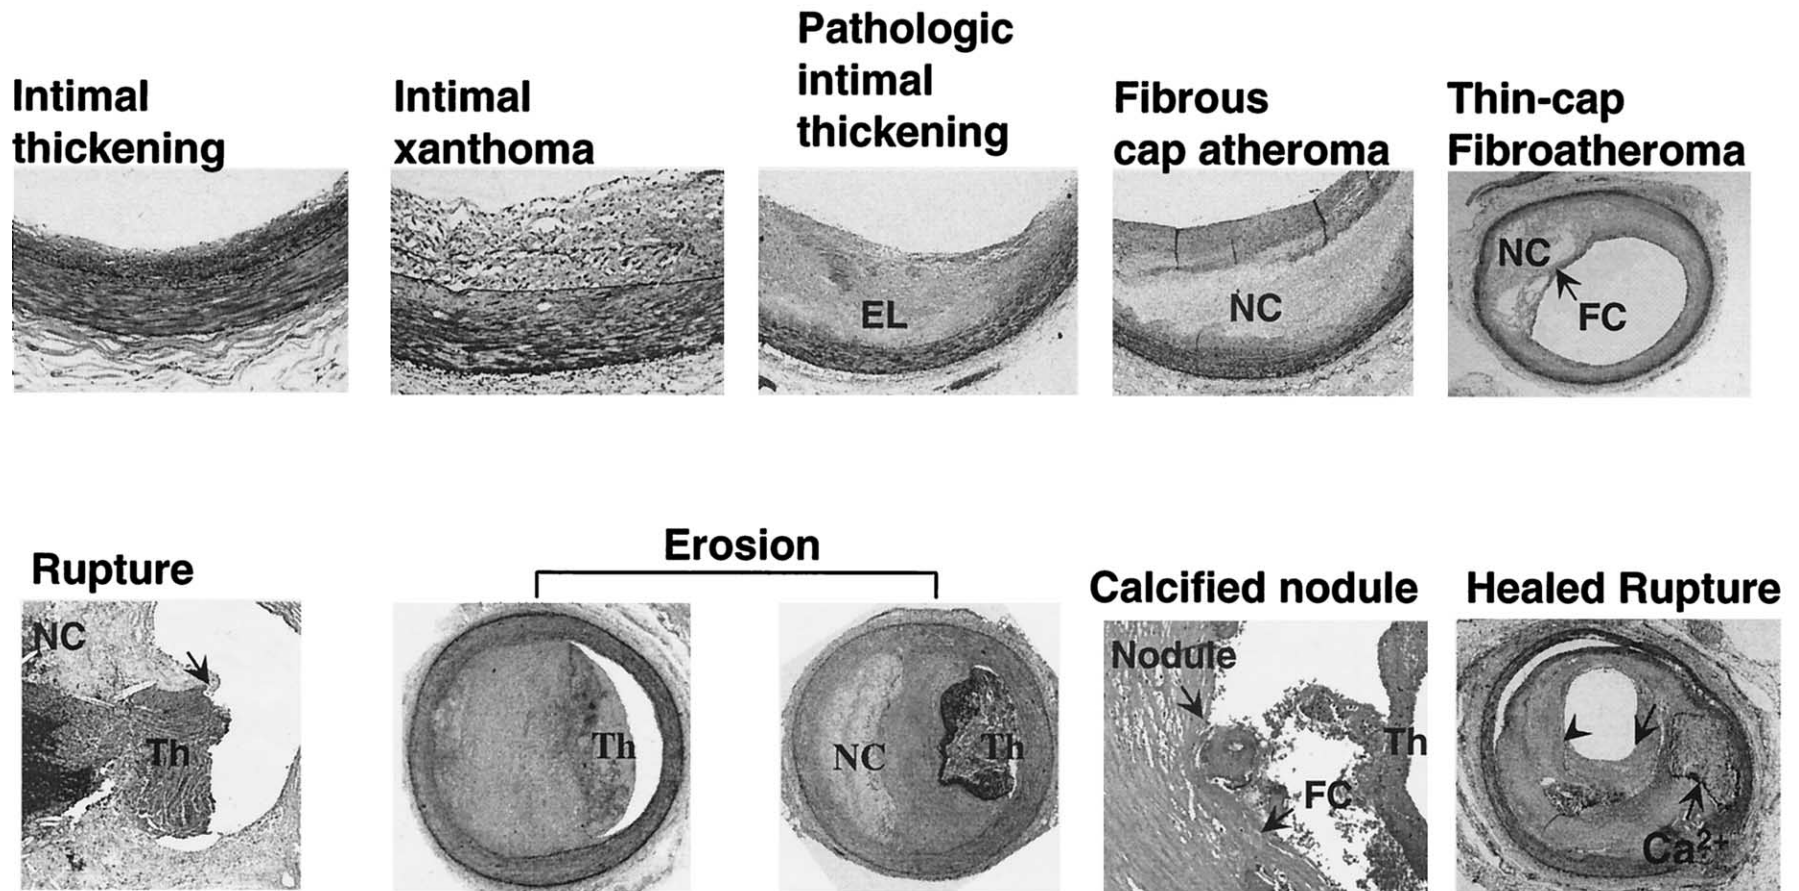 Intimal
thickening
Intimal
xanthoma
Pathologic
intimal
thickening
Fibrous
cap atheroma
Thin-cap
Fibroatheroma
EL
NC
NC
FC
Rupture
NC
Th
Erosion
Th
NC
Th
Calcified nodule
Nodule
FC
Th
Healed Rupture
Ca²⁺